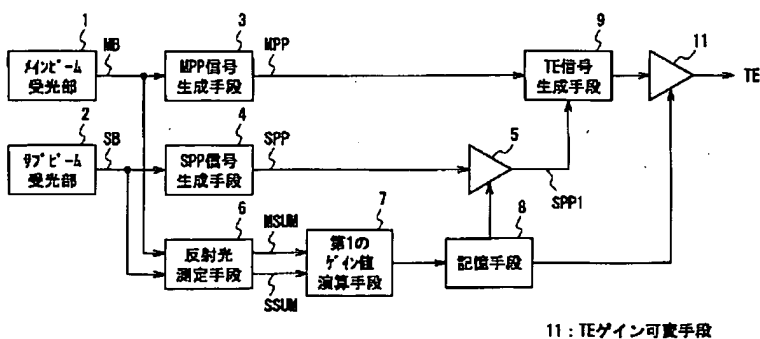 1
ﾒｲﾝﾋﾞｰﾑ
受光部
MB
3
MPP信号
生成手段
MPP
9
TE信号
生成手段
11
TE
2
ｻﾌﾞﾋﾞｰﾑ
受光部
SB
4
SPP信号
生成手段
SPP
5
SPP1
6
反射光
測定手段
MSUM
SSUM
7
第1の
ｹﾞｲﾝ値
演算手段
8
記憶手段
11：TEゲイン可変手段